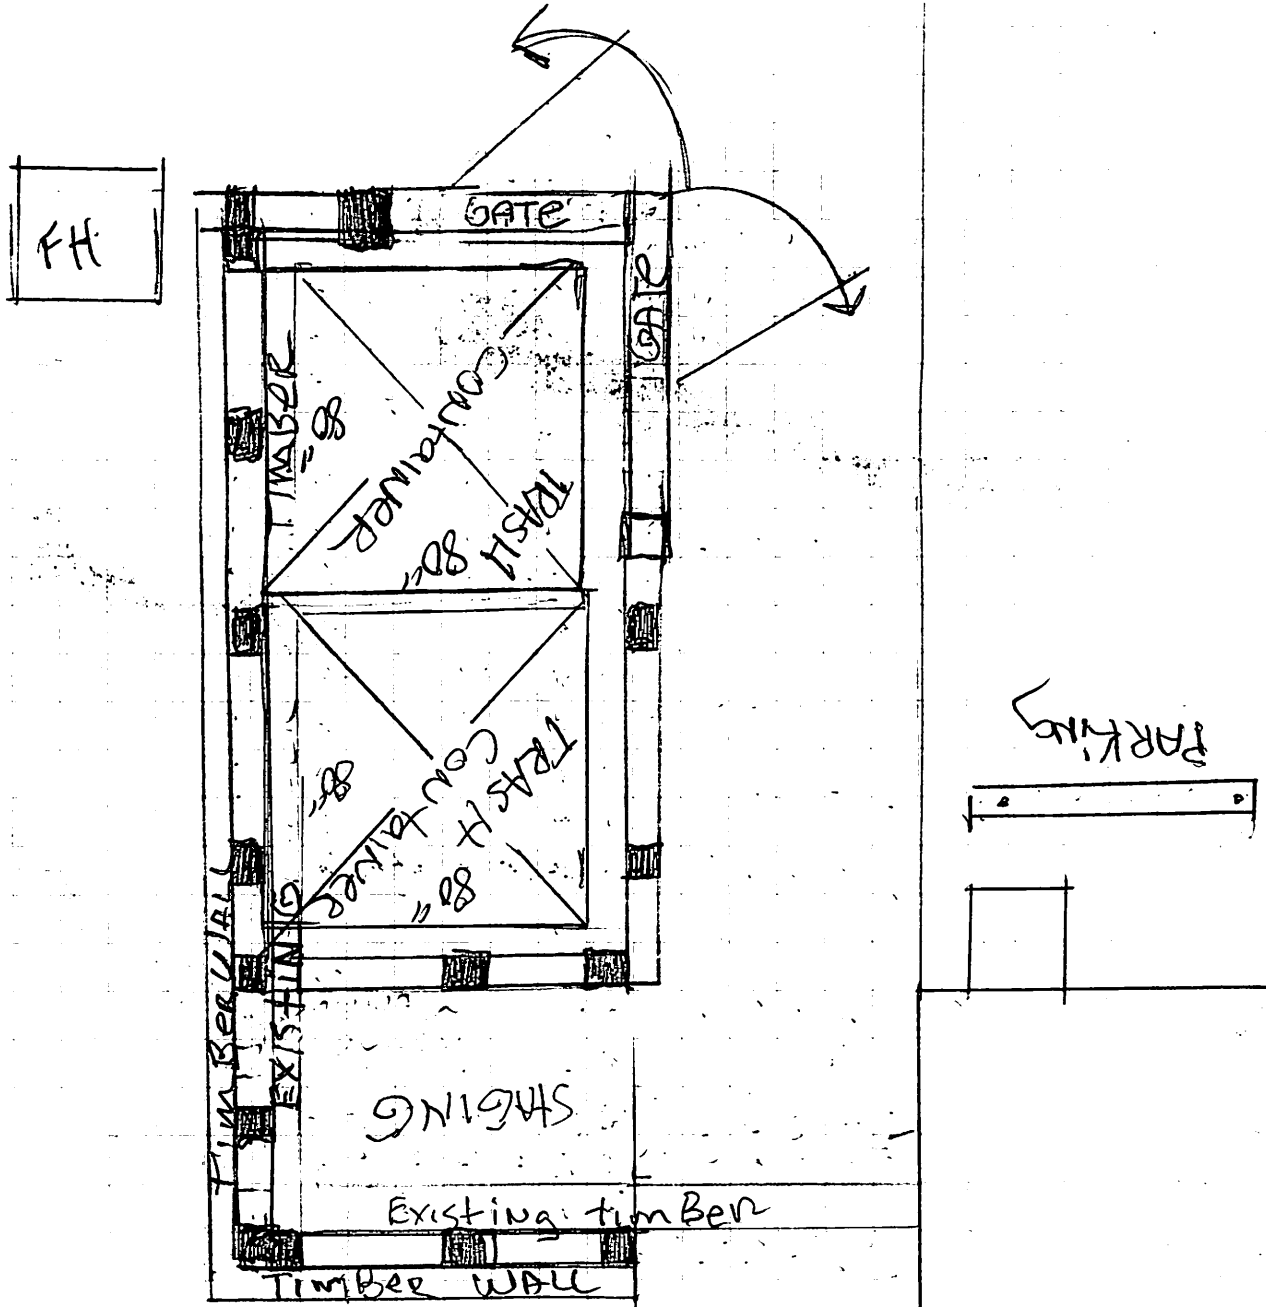 FH
GATE
GATE
TIMBER
80"
CONTAINER
TRASH
80"
TRASH
CONTAINER
80"
80"
PARKING
TimBer WALL
EXISTING
STAGING
Existing timBer
TimBer WALL